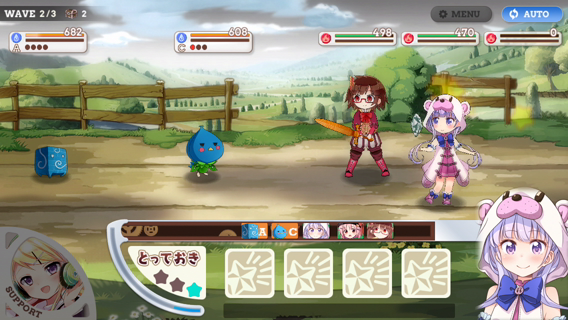 WAVE 2/3 2
MENU
AUTO
682
A
608
C
498
470
0
A C
とっておき
SUPPORT